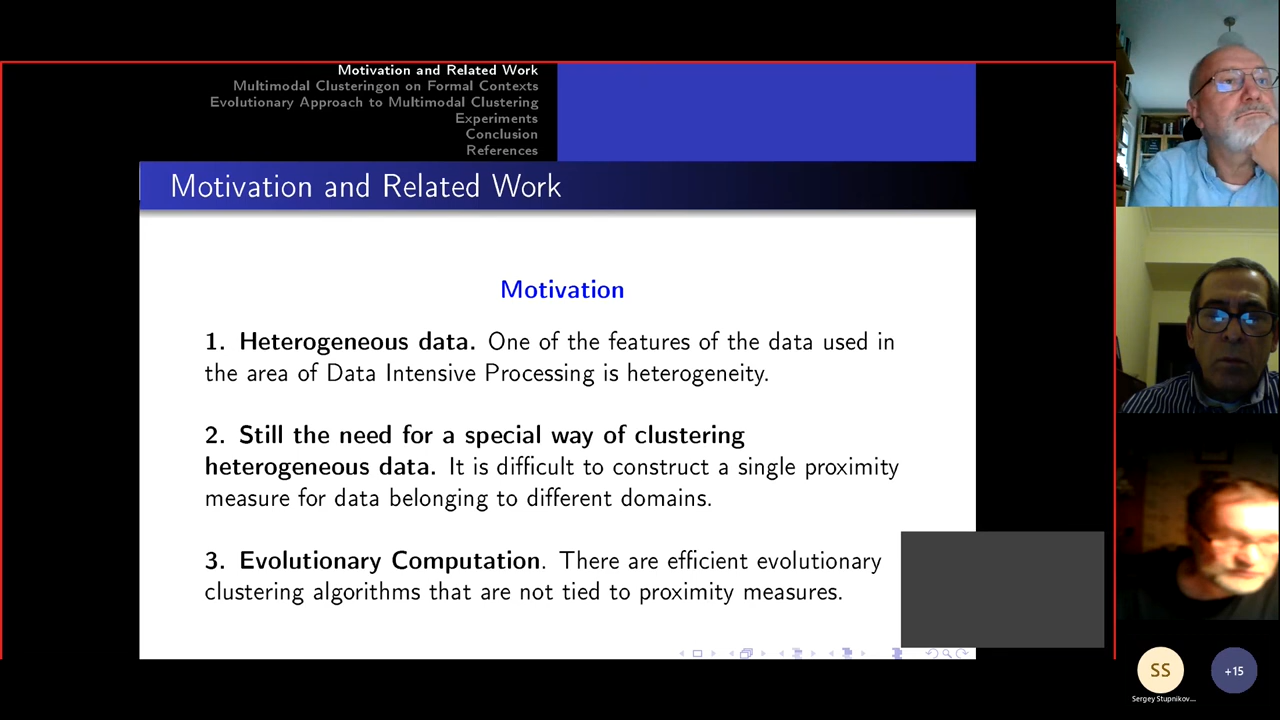 Motivation and Related Work
Multimodal Clusteringon on Formal Contexts
Evolutionary Approach to Multimodal Clustering
Experiments
Conclusion
References
Motivation and Related Work
Motivation
1. Heterogeneous data. One of the features of the data used in
the area of Data Intensive Processing is heterogeneity.
2. Still the need for a special way of clustering
heterogeneous data. It is difficult to construct a single proximity
measure for data belonging to different domains.
3. Evolutionary Computation. There are efficient evolutionary
clustering algorithms that are not tied to proximity measures.
SS
+15
Sergey Stupnikov...